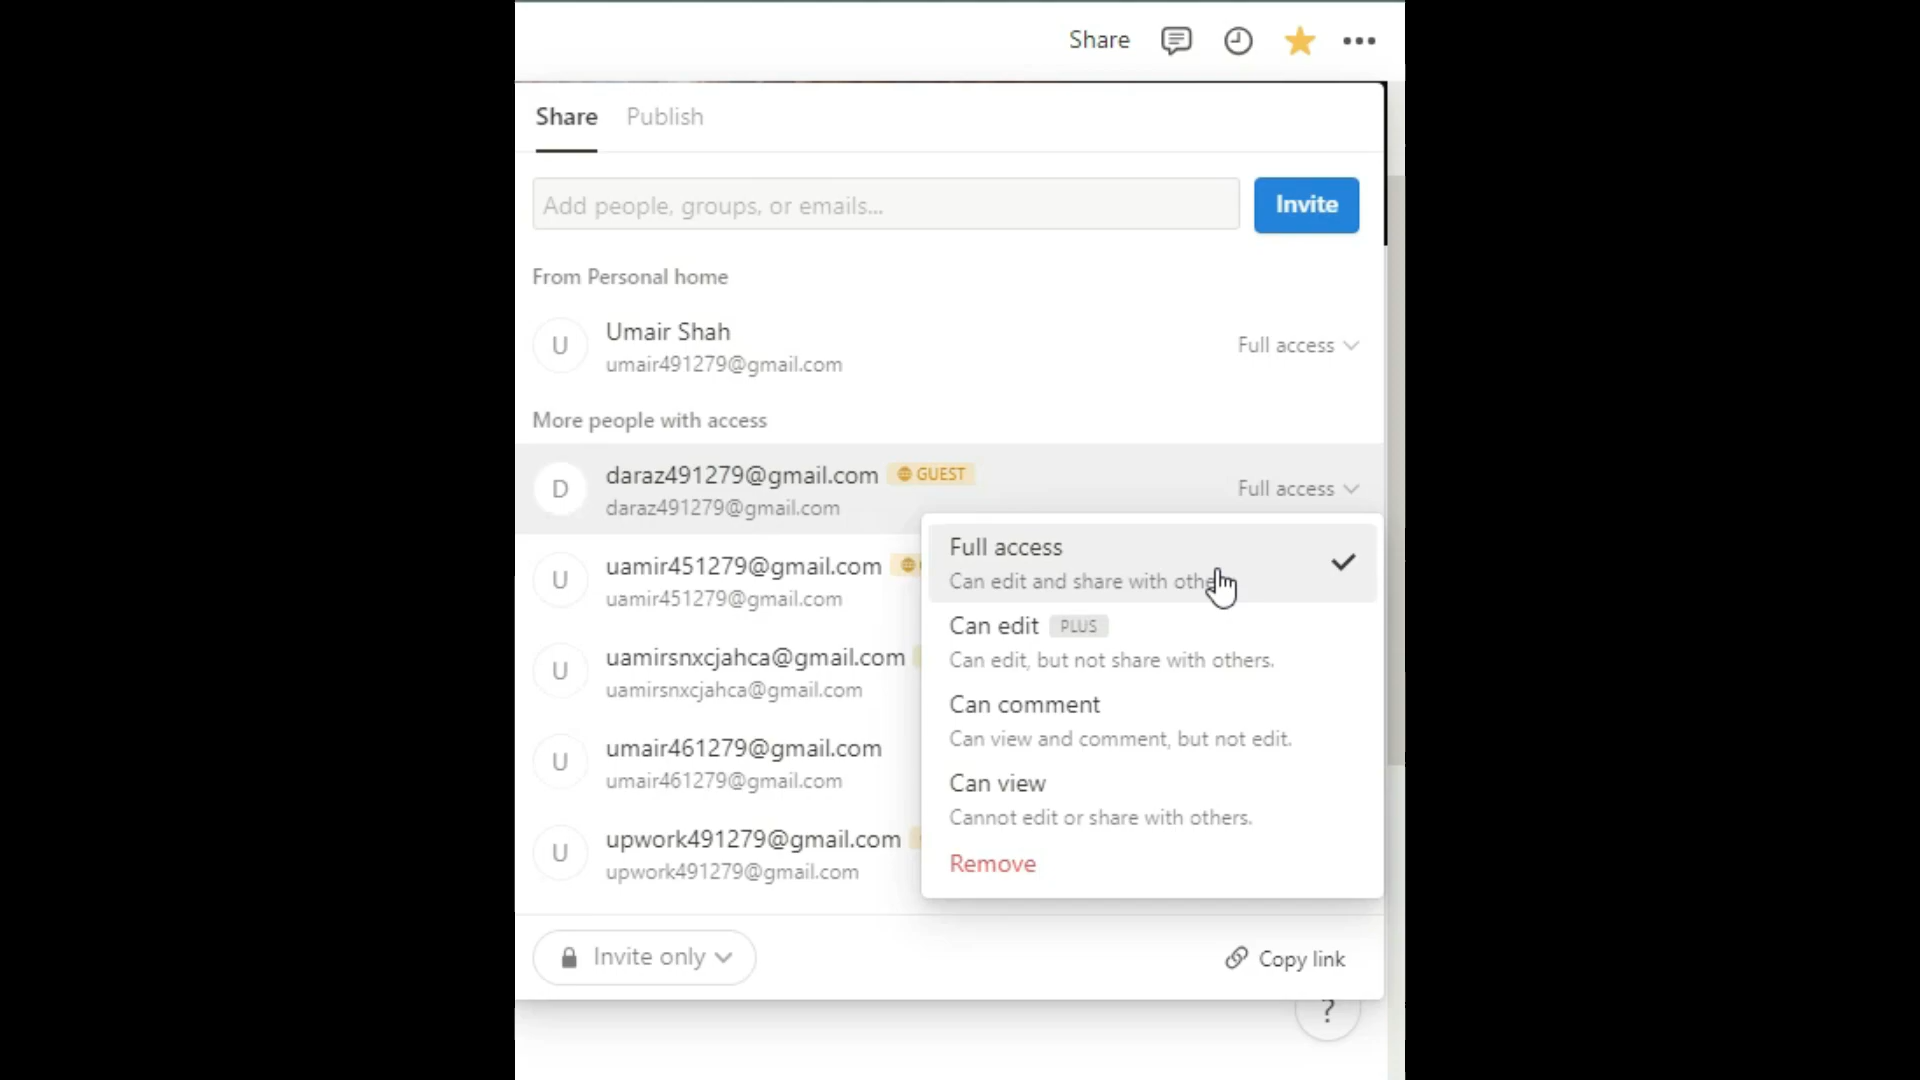 Share
Share Publish
Add people, groups, or emails...
Invite
From Personal home
U
Umair Shah
umair491279@gmail.com
Full access
More people with access
D
daraz491279@gmail.com GUEST
daraz491279@gmail.com
Full access
U
uamir451279@gmail.com
uamir451279@gmail.com
U
uamirsnxcjahca@gmail.com
uamirsnxcjahca@gmail.com
U
umair461279@gmail.com
umair461279@gmail.com
U
upwork491279@gmail.com
upwork491279@gmail.com
Full access
Can edit and share with
Can edit PLUS
Can edit, but not share with others.
Can comment
Can view and comment, but not edit.
Can view
Cannot edit or share with others.
Remove
Invite only
Copy link
?